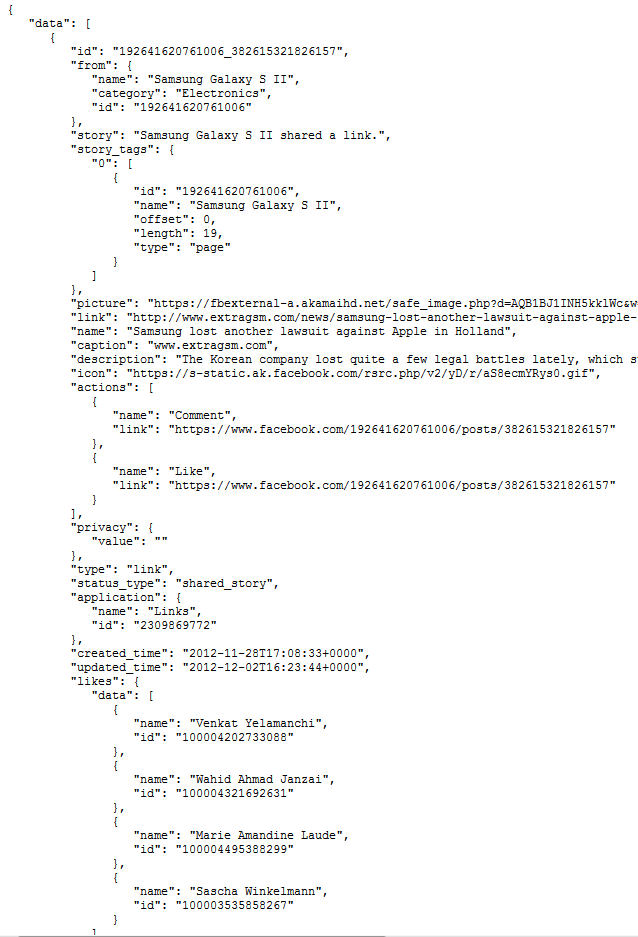 {
   "data": [
      {
         "id": "192641620761006_382615321826157",
         "from": {
            "name": "Samsung Galaxy S II",
            "category": "Electronics",
            "id": "192641620761006"
         },
         "story": "Samsung Galaxy S II shared a link.",
         "story_tags": {
            "0": [
               {
                  "id": "192641620761006",
                  "name": "Samsung Galaxy S II",
                  "offset": 0,
                  "length": 19,
                  "type": "page"
               }
            ]
         },
         "picture": "https://fbexternal-a.akamaihd.net/safe_image.php?d=AQB1BJ1INH5kklWc&w
         "link": "http://www.extragsm.com/news/samsung-lost-another-lawsuit-against-apple-
         "name": "Samsung lost another lawsuit against Apple in Holland",
         "caption": "www.extragsm.com",
         "description": "The Korean company lost quite a few legal battles lately, which
         "icon": "https://s-static.ak.facebook.com/rsrc.php/v2/yD/r/aS8ecmYRys0.gif",
         "actions": [
            {
               "name": "Comment",
               "link": "https://www.facebook.com/192641620761006/posts/382615321826157"
            },
            {
               "name": "Like",
               "link": "https://www.facebook.com/192641620761006/posts/382615321826157"
            }
         ],
         "privacy": {
            "value": ""
         },
         "type": "link",
         "status_type": "shared_story",
         "application": {
            "name": "Links",
            "id": "2309869772"
         },
         "created_time": "2012-11-28T17:08:33+0000",
         "updated_time": "2012-12-02T16:23:44+0000",
         "likes": {
            "data": [
               {
                  "name": "Venkat Yelamanchi",
                  "id": "100004202733088"
               },
               {
                  "name": "Wahid Ahmad Janzai",
                  "id": "100004321692631"
               },
               {
                  "name": "Marie Amandine Laude",
                  "id": "100004495388299"
               },
               {
                  "name": "Sascha Winkelmann",
                  "id": "100003535858267"
               }
            ]